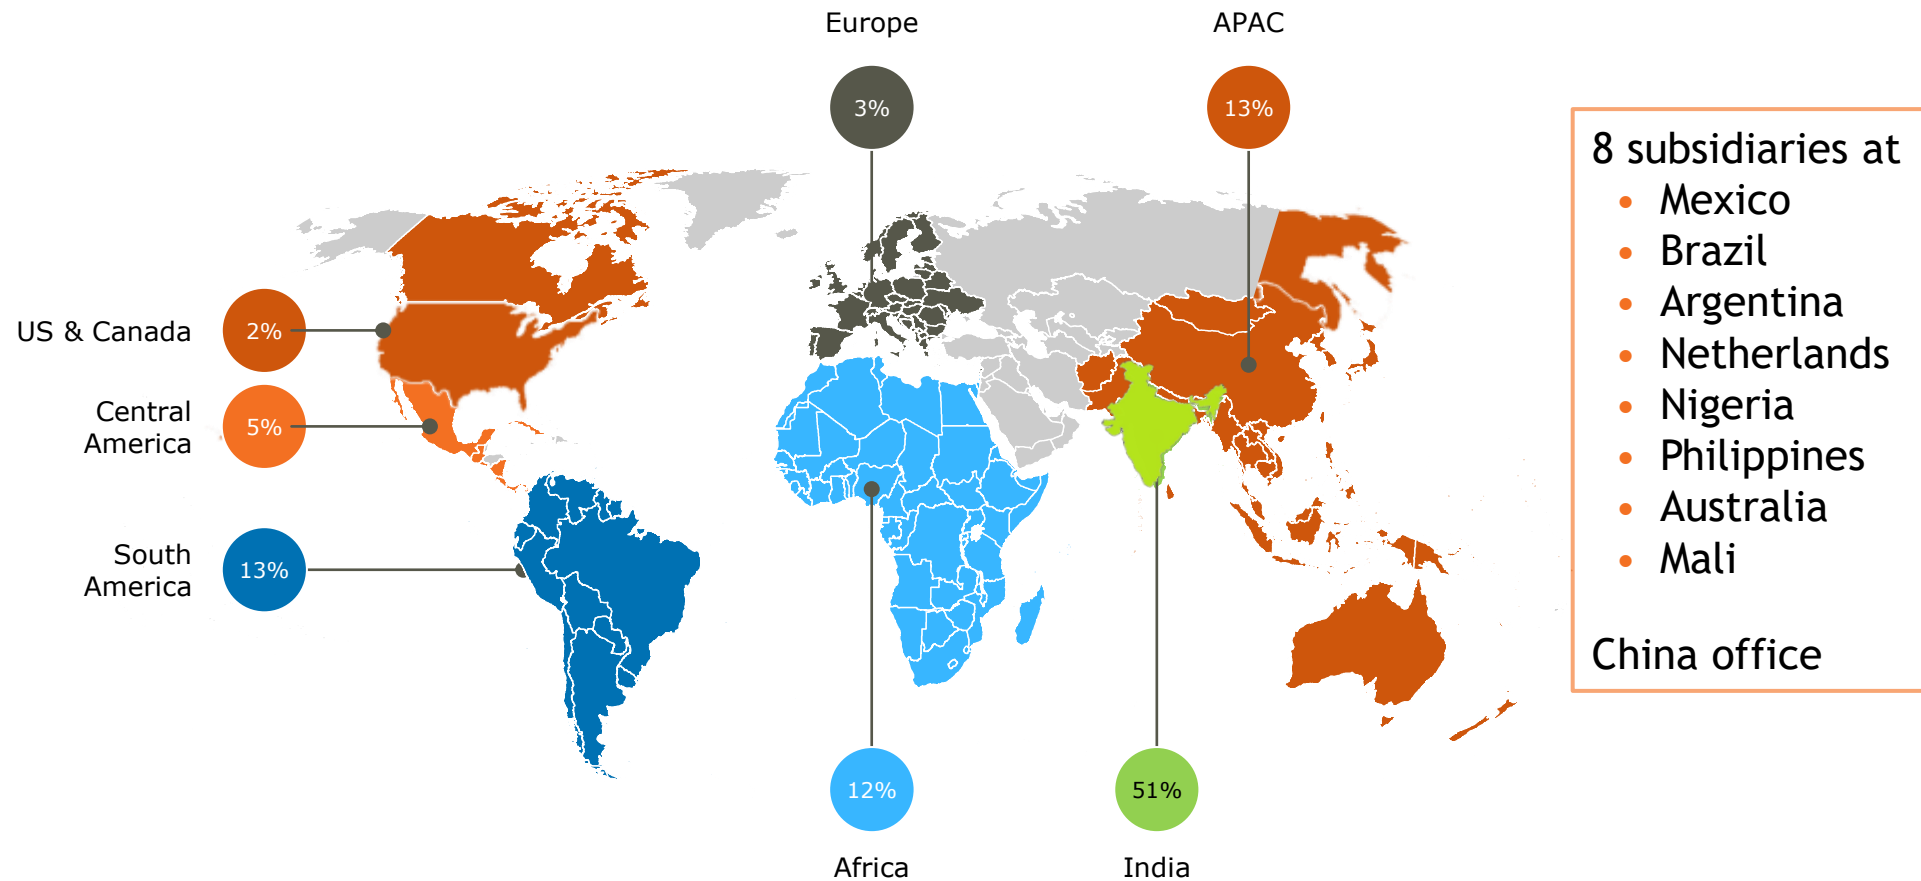 Europe
APAC
3%
13%
US & Canada
2%
Central
America
5%
South
America
13%
12%
51%
Africa
India
8 subsidiaries at
• Mexico
• Brazil
• Argentina
• Netherlands
• Nigeria
• Philippines
• Australia
• Mali
China office